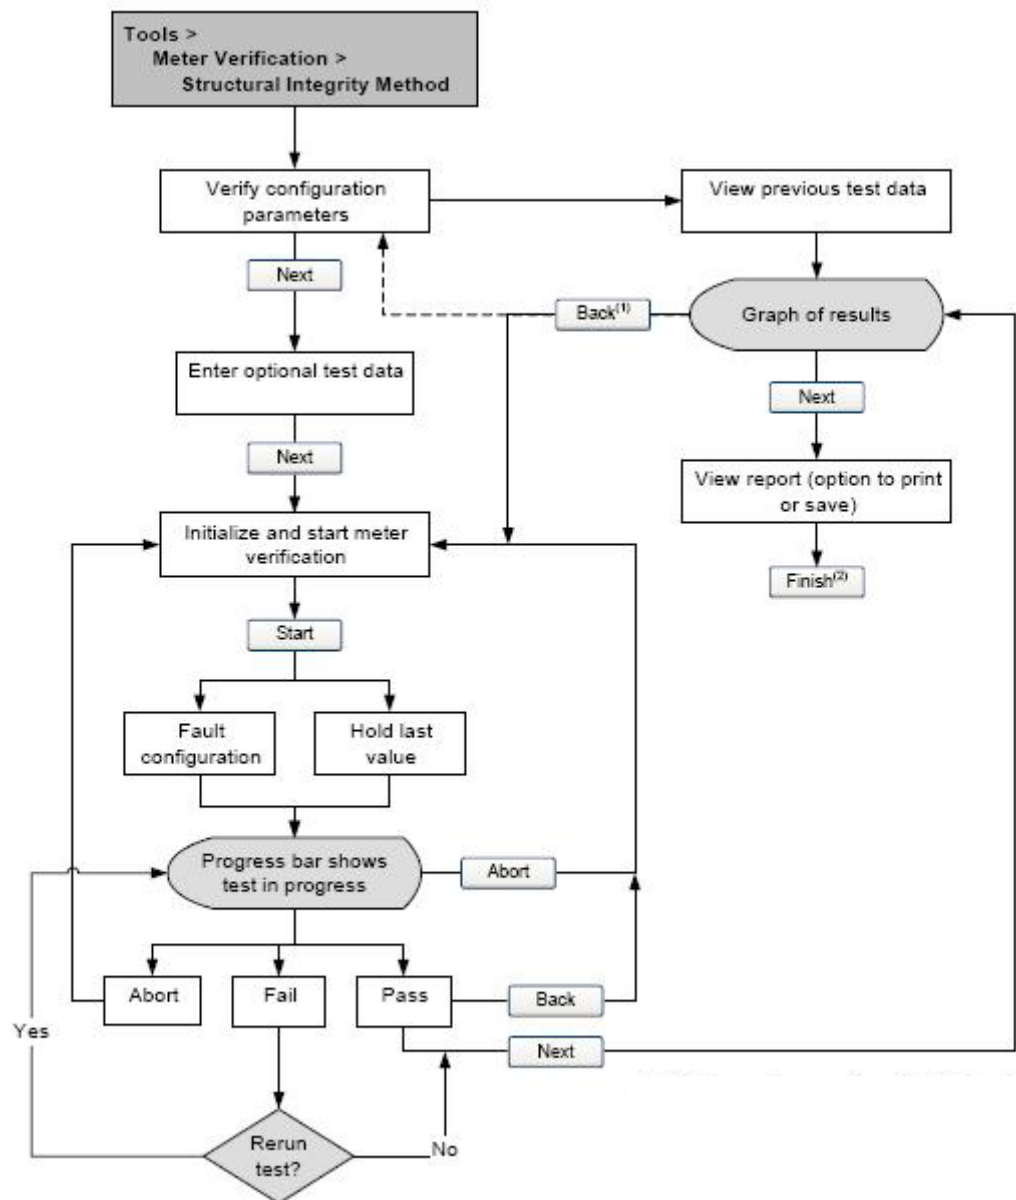 Tools >
Meter Verification >
Structural Integrity Method
Verify configuration
parameters
View previous test data
Next
Back(1)
Graph of results
Enter optional test data
Next
Next
View report (option to print
or save)
Initialize and start meter
verification
Finish(2)
Start
Fault
configuration
Hold last
value
Progress bar shows
test in progress
Abort
Abort
Fail
Pass
Back
Yes
Next
Rerun
test?
No